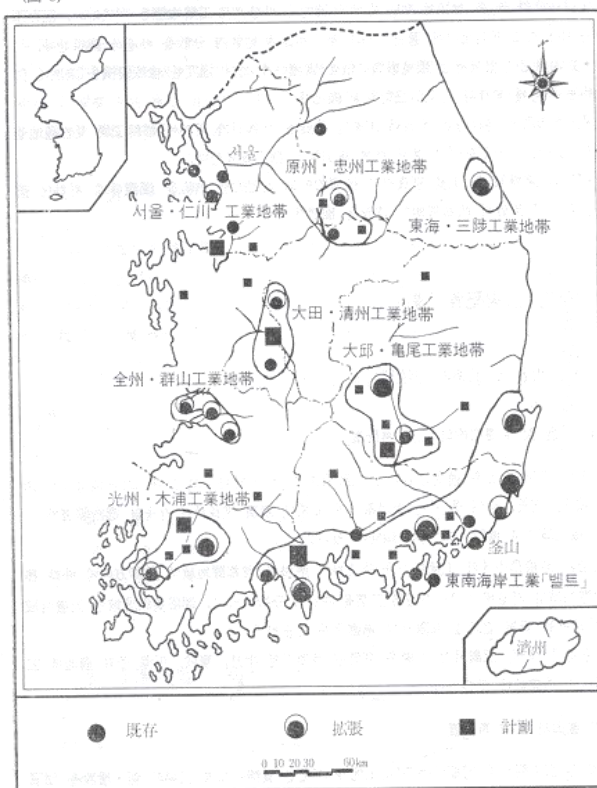 서울
原州・忠州工業地帯
서울・仁川 工業地帯
東海・三陟工業地帯
大田・清州工業地帯
大邱・亀尾工業地帯
全州・群山工業地帯
光州・木浦工業地帯
釜山
東南海岸工業「벨트」
済州
既存
拡張
計劃
0 10 20 30 60km